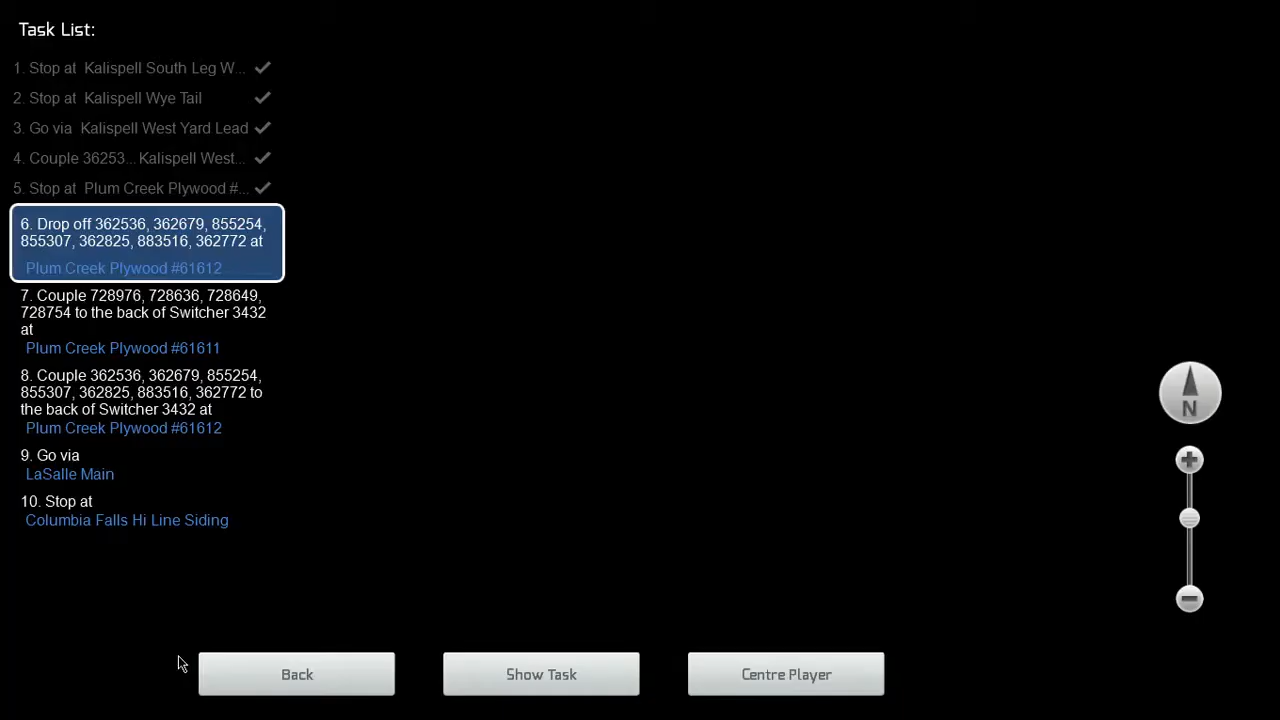 Task List:
1. Stop at  Kalispell South Leg W...
2. Stop at  Kalispell Wye Tail
3. Go via  Kalispell West Yard Lead
4. Couple 36253... Kalispell West...
5. Stop at  Plum Creek Plywood #...
6. Drop off 362536, 362679, 855254,
855307, 362825, 883516, 362772 at
Plum Creek Plywood #61612
7. Couple 728976, 728636, 728649,
728754 to the back of Switcher 3432
at
Plum Creek Plywood #61611
8. Couple 362536, 362679, 855254,
855307, 362825, 883516, 362772 to
the back of Switcher 3432 at
Plum Creek Plywood #61612
9. Go via
LaSalle Main
10. Stop at
Columbia Falls Hi Line Siding
N
Back
Show Task
Centre Player